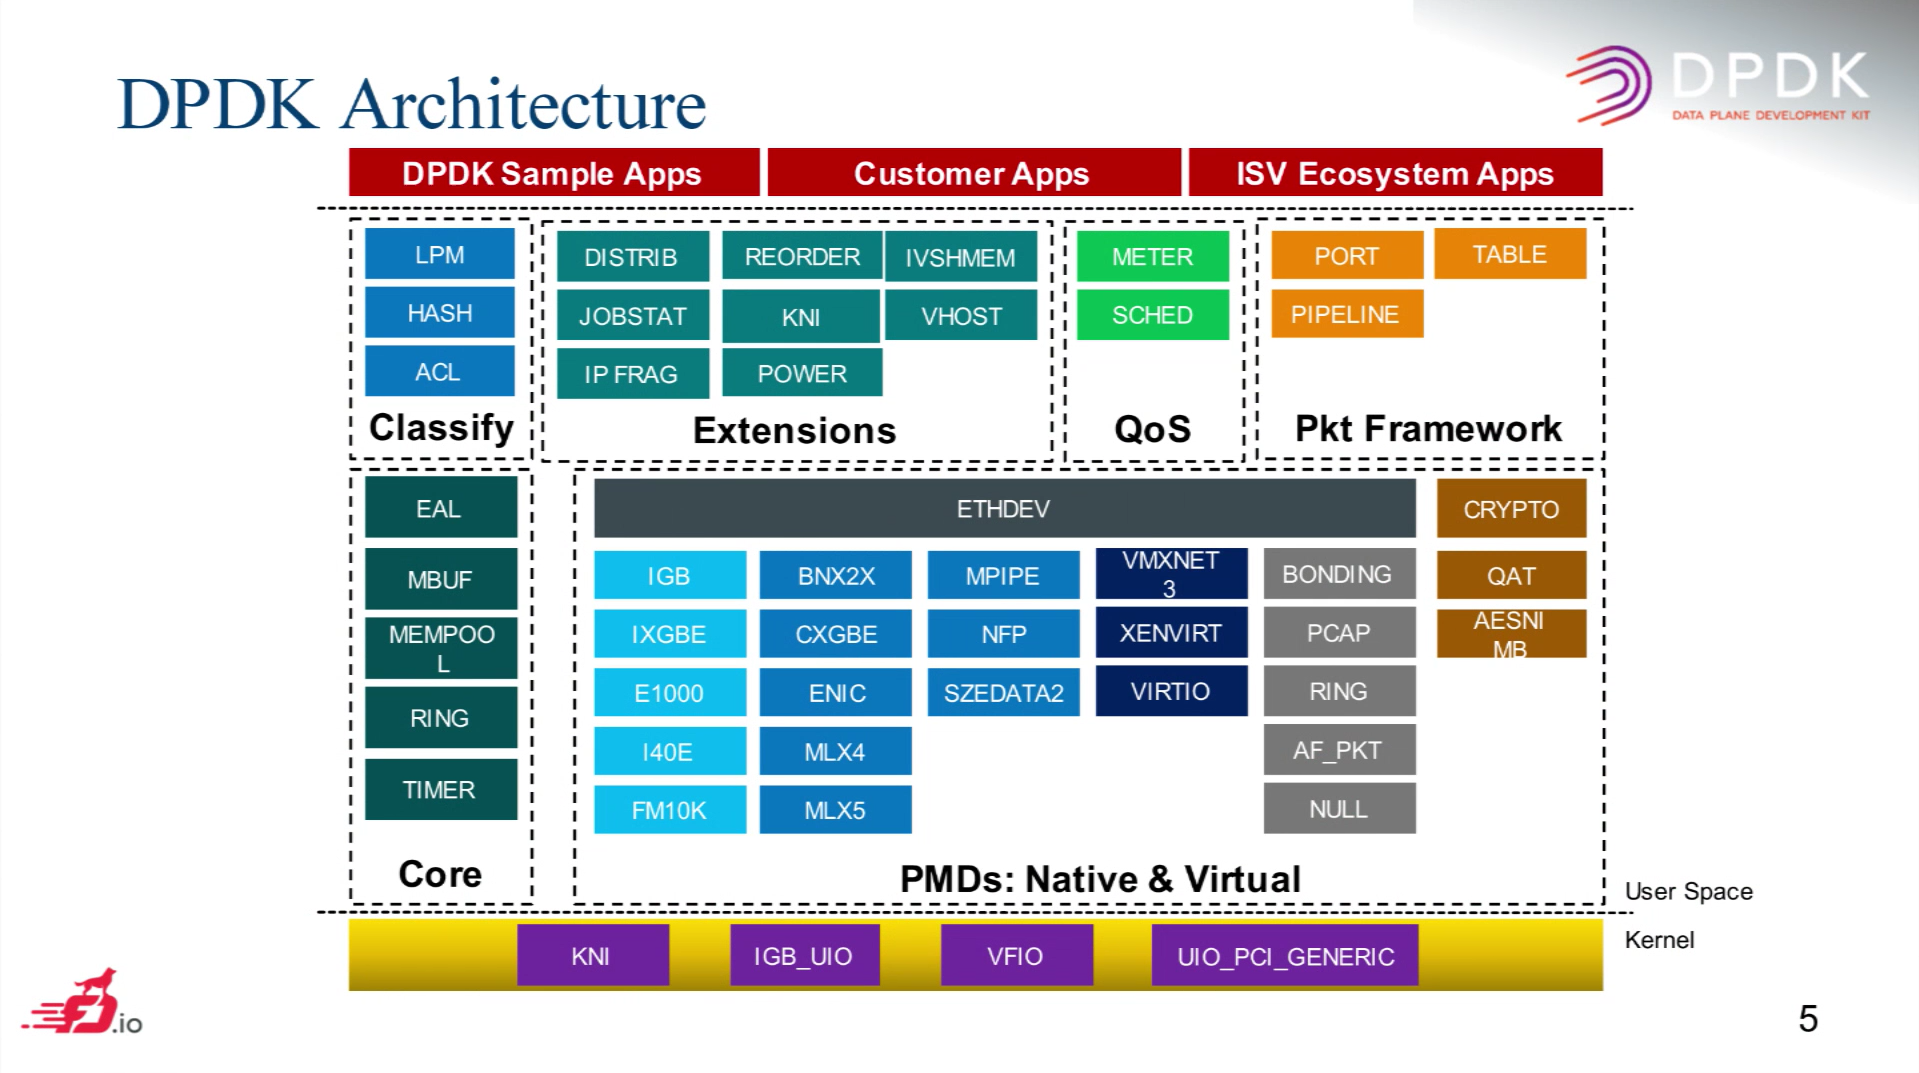 DPDK Architecture
DPDK
DATA PLANE DEVELOPMENT KIT
DPDK Sample Apps
Customer Apps
ISV Ecosystem Apps
LPM
HASH
ACL
Classify
DISTRIB
REORDER
IVSHMEM
JOBSTAT
KNI
VHOST
IP FRAG
POWER
Extensions
METER
SCHED
QoS
PORT
TABLE
PIPELINE
Pkt Framework
EAL
MBUF
MEMPOO
L
RING
TIMER
Core
ETHDEV
CRYPTO
IGB
BNX2X
MPIPE
VMXNET
3
BONDING
QAT
IXGBE
CXGBE
NFP
XENVIRT
PCAP
AESNI
MB
E1000
ENIC
SZEDATA2
VIRTIO
RING
I40E
MLX4
AF_PKT
FM10K
MLX5
NULL
PMDs: Native & Virtual
User Space
Kernel
KNI
IGB_UIO
VFIO
UIO_PCI_GENERIC
FD.io
5